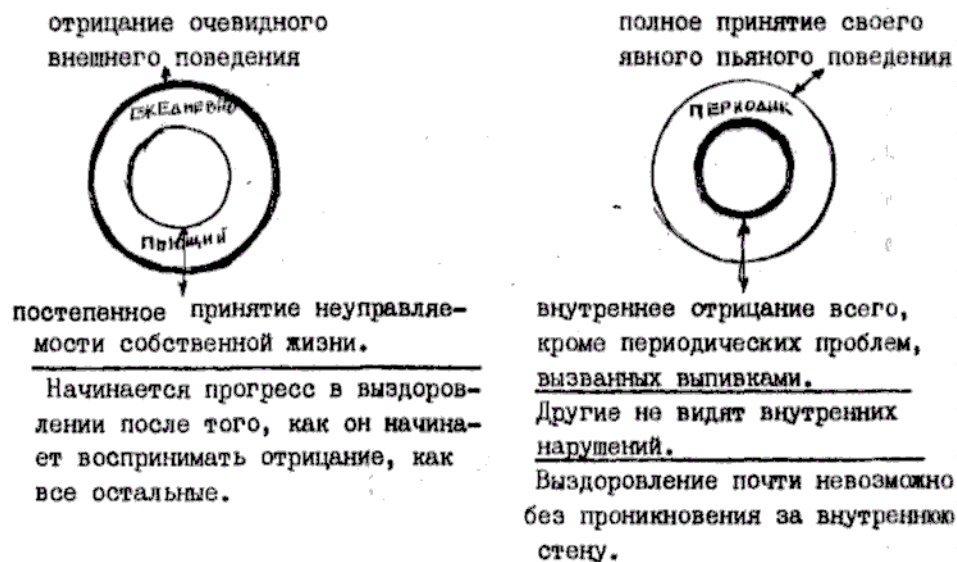 отрицание очевидного
внешнего поведения
ЕЖЕДНЕВНО
ПЬЮЩИЙ
постепенное принятие неуправляе-
мости собственной жизни.
Начинается прогресс в выздоров-
лении после того, как он начина-
ет воспринимать отрицание, как
все остальные.
полное принятие своего
явного пьяного поведения
ПЕРИОДИК
внутреннее отрицание всего,
кроме периодических проблем,
вызванных выпивками.
Другие не видят внутренних
нарушений.
Выздоровление почти невозможно
без проникновения за внутреннюю
стену.